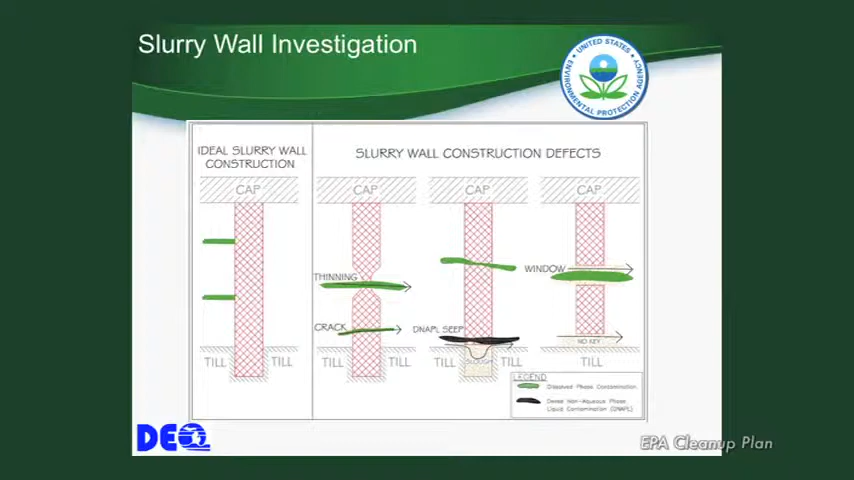 Slurry Wall Investigation
UNITED STATES
ENVIRONMENTAL PROTECTION AGENCY
IDEAL SLURRY WALL
CONSTRUCTION
SLURRY WALL CONSTRUCTION DEFECTS
CAP
CAP
CAP
CAP
THINNING
WINDOW
CRACK
DNAPL SEEP
NO KEY
TILL
TILL
TILL
TILL
TILL
SLOUGH
TILL
TILL
LEGEND
Dissolved Phase Contamination
Dense Non-Aqueous Phase
Liquid Contamination (DNAPL)
DEQ
EPA Cleanup Plan